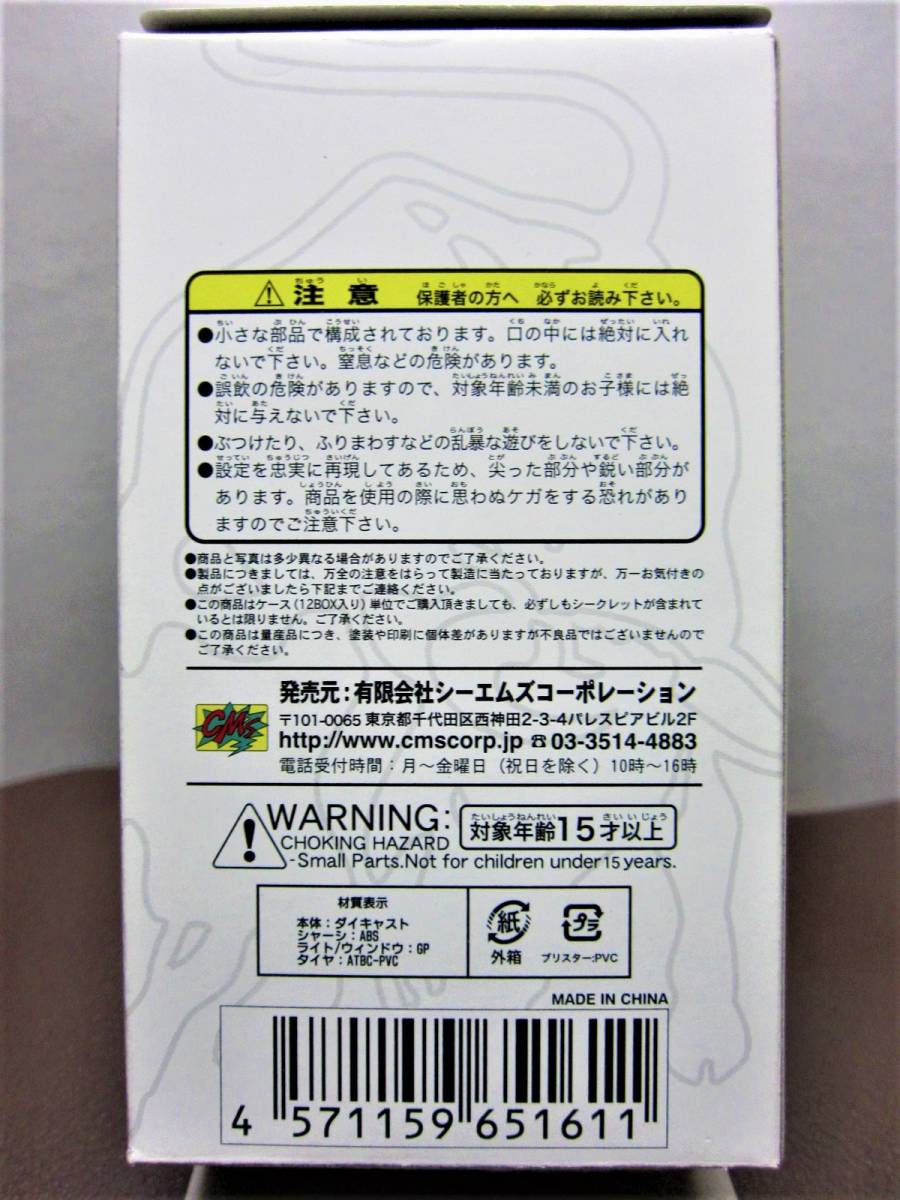 注意 保護者の方へ 必ずお読み下さい。
●小さな部品で構成されております。口の中には絶対に入れ
ないで下さい。窒息などの危険があります。
●誤飲の危険がありますので、対象年齢未満のお子様には絶
対に与えないで下さい。
●ぶつけたり、ふりまわすなどの乱暴な遊びをしないで下さい。
●設定を忠実に再現してあるため、尖った部分や鋭い部分が
あります。商品を使用の際に思わぬケガをする恐れがあり
ますのでご注意下さい。
●商品と写真は多少異なる場合がありますのでご了承ください。
●製品につきましては、万全の注意をはらって製造に当たっておりますが、万一お気付きの
点がございましたら下記までご連絡ください。
●この商品はケース(12BOX入り)単位でご購入頂きましても、必ずしもシークレットが含まれて
いるとは限りません。ご了承ください。
●この商品は量産品につき、塗装や印刷に個体差がありますが不良品ではございませんので
ご了承ください。
発売元:有限会社シーエムズコーポレーション
CMs
〒101-0065 東京都千代田区西神田2-3-4パレスピアビル2F
http://www.cmscorp.jp ☎03-3514-4883
電話受付時間:月～金曜日(祝日を除く)10時～16時
WARNING:
CHOKING HAZARD
対象年齢15才以上
-Small Parts.Not for children under 15 years.
材質表示
本体:ダイキャスト
シャーシ:ABS
ライト/ウィンドウ:GP
タイヤ:ATBC-PVC
紙
外箱
プラ
ブリスター:PVC
MADE IN CHINA
4 571159 651611